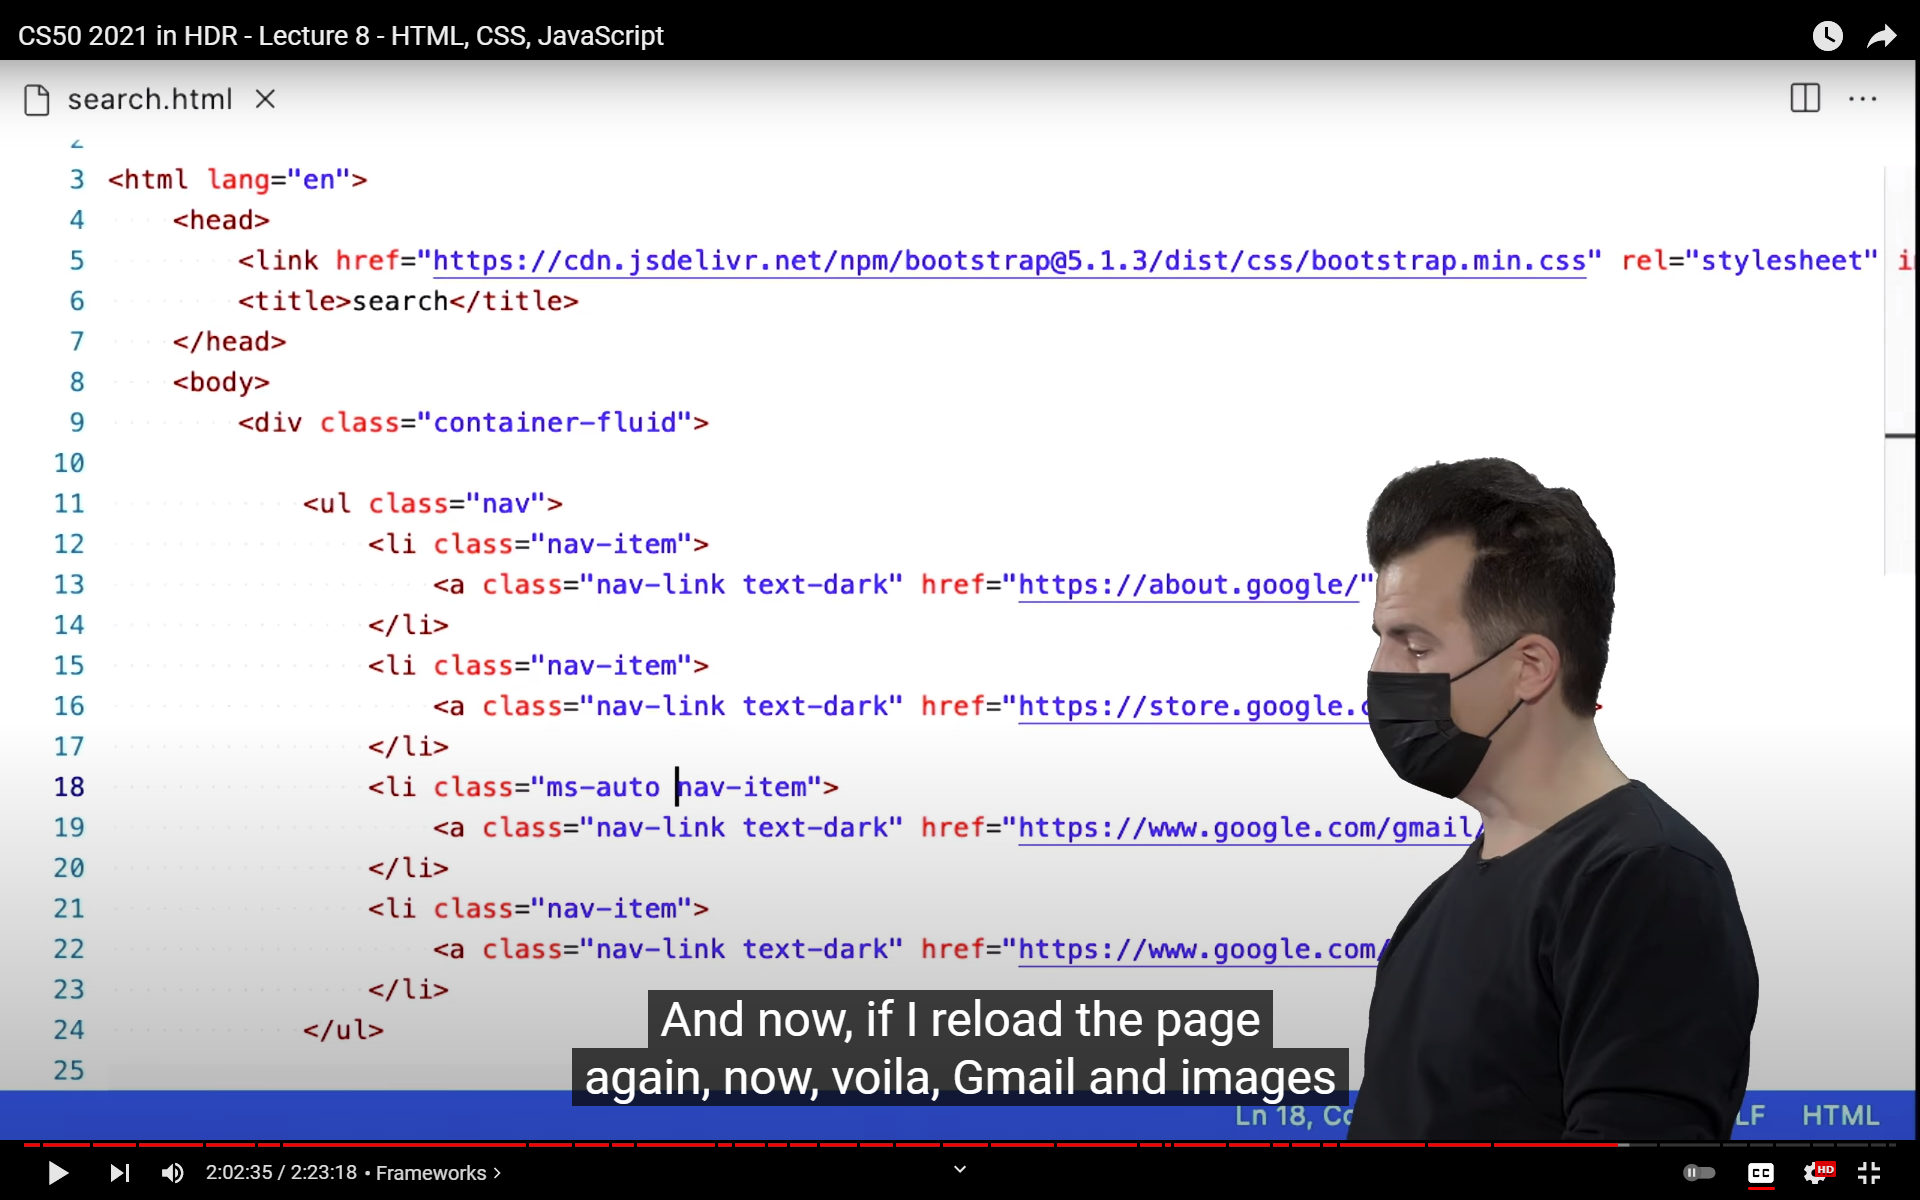 CS50 2021 in HDR - Lecture 8 - HTML, CSS, JavaScript
search.html
2
3 <html lang="en">
4 <head>
5 <link href="https://cdn.jsdelivr.net/npm/bootstrap@5.1.3/dist/css/bootstrap.min.css" rel="stylesheet"
6 <title>search</title>
7 </head>
8 <body>
9 <div class="container-fluid">
10
11 <ul class="nav">
12 <li class="nav-item">
13 <a class="nav-link text-dark" href="https://about.google/"
14 </li>
15 <li class="nav-item">
16 <a class="nav-link text-dark" href="https://store.google.
17 </li>
18 <li class="ms-auto nav-item">
19 <a class="nav-link text-dark" href="https://www.google.com/gmail/
20 </li>
21 <li class="nav-item">
22 <a class="nav-link text-dark" href="https://www.google.com/
23 </li>
24 </ul>
25
And now, if I reload the page
again, now, voila, Gmail and images
Ln 18, Co LF HTML
2:02:35 / 2:23:18 • Frameworks >
CC HD